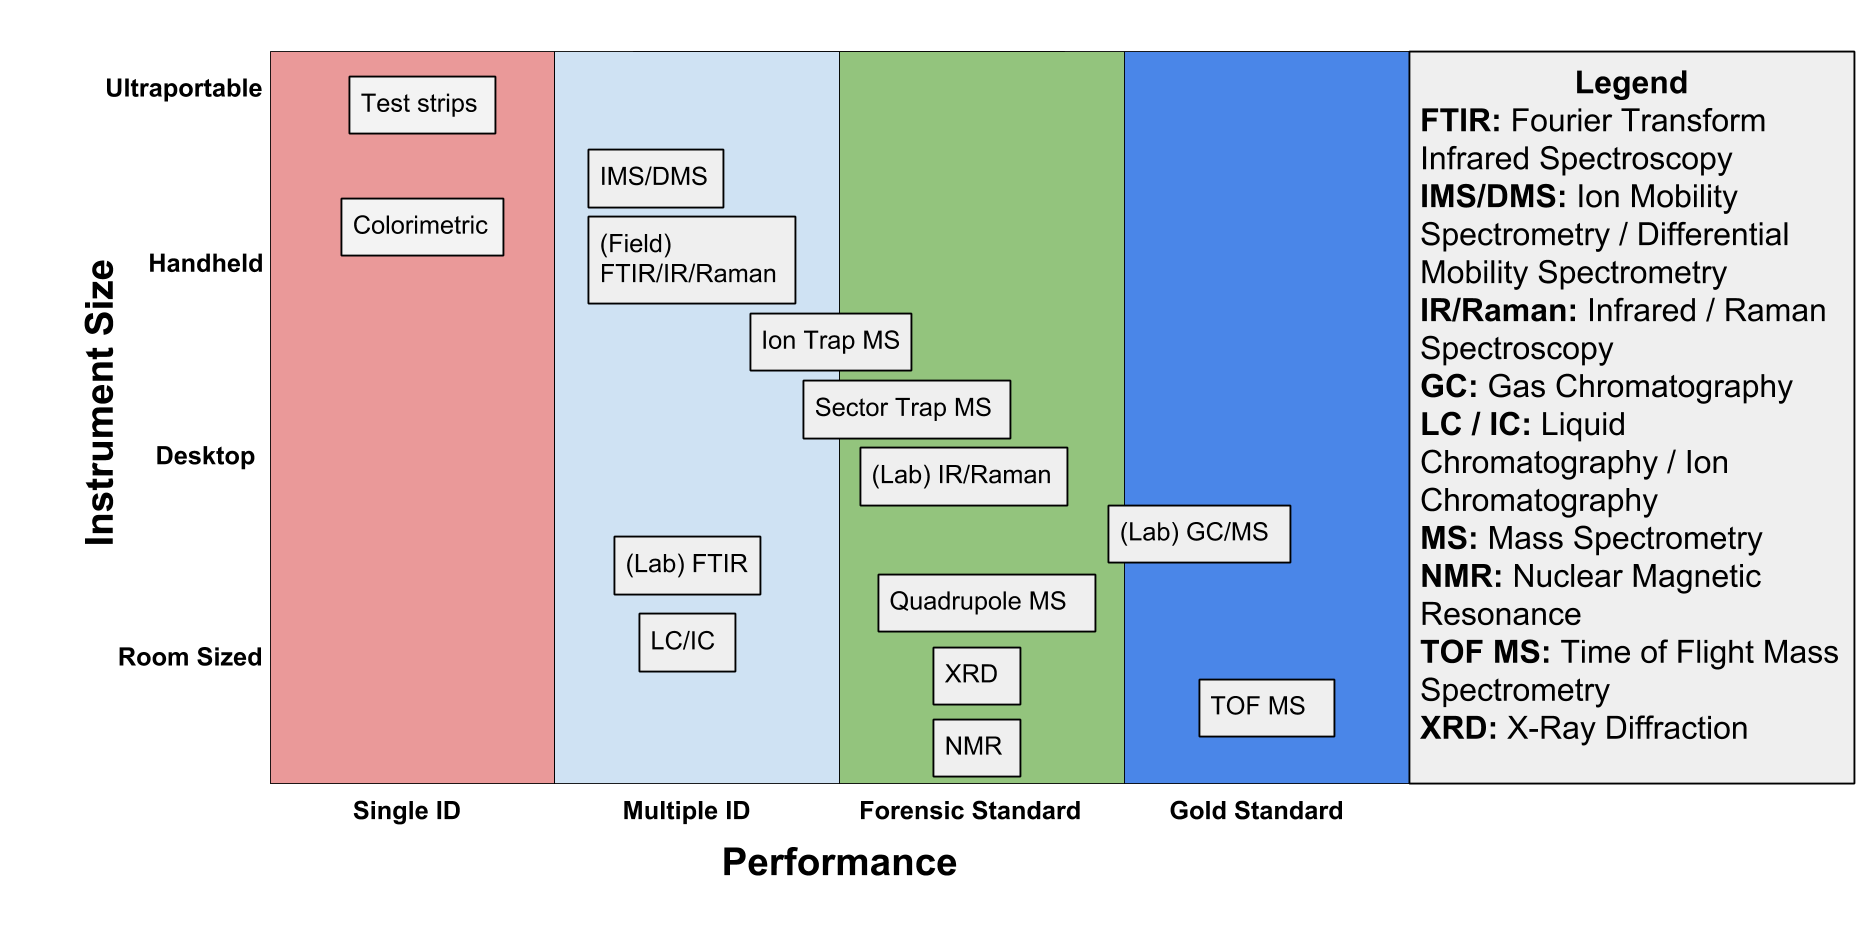 Ultraportable
Handheld
Desktop
Room Sized
Instrument Size
Test strips
Colorimetric
IMS/DMS
(Field)
FTIR/IR/Raman
Ion Trap MS
Sector Trap MS
(Lab) IR/Raman
(Lab) GC/MS
(Lab) FTIR
Quadrupole MS
LC/IC
XRD
TOF MS
NMR
Single ID
Multiple ID
Forensic Standard
Gold Standard
Performance
Legend
FTIR: Fourier Transform
Infrared Spectroscopy
IMS/DMS: Ion Mobility
Spectrometry / Differential
Mobility Spectrometry
IR/Raman: Infrared / Raman
Spectroscopy
GC: Gas Chromatography
LC / IC: Liquid
Chromatography / Ion
Chromatography
MS: Mass Spectrometry
NMR: Nuclear Magnetic
Resonance
TOF MS: Time of Flight Mass
Spectrometry
XRD: X-Ray Diffraction